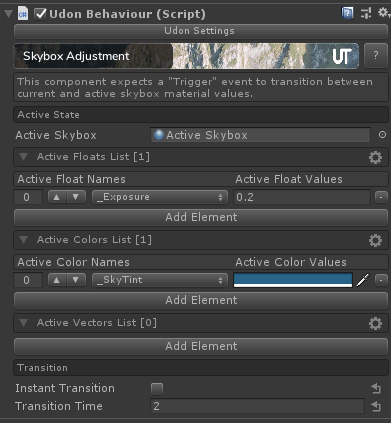 Udon Behaviour (Script)
Udon Settings
Skybox Adjustment UT ?
This component expects a "Trigger" event to transition between
current and active skybox material values.
Active State
Active Skybox Active Skybox
Active Floats List [1]
Active Float Names Active Float Values
0 _Exposure 0.2
Add Element
Active Colors List [1]
Active Color Names Active Color Values
0 _SkyTint
Add Element
Active Vectors List [0]
Add Element
Transition
Instant Transition
Transition Time 2